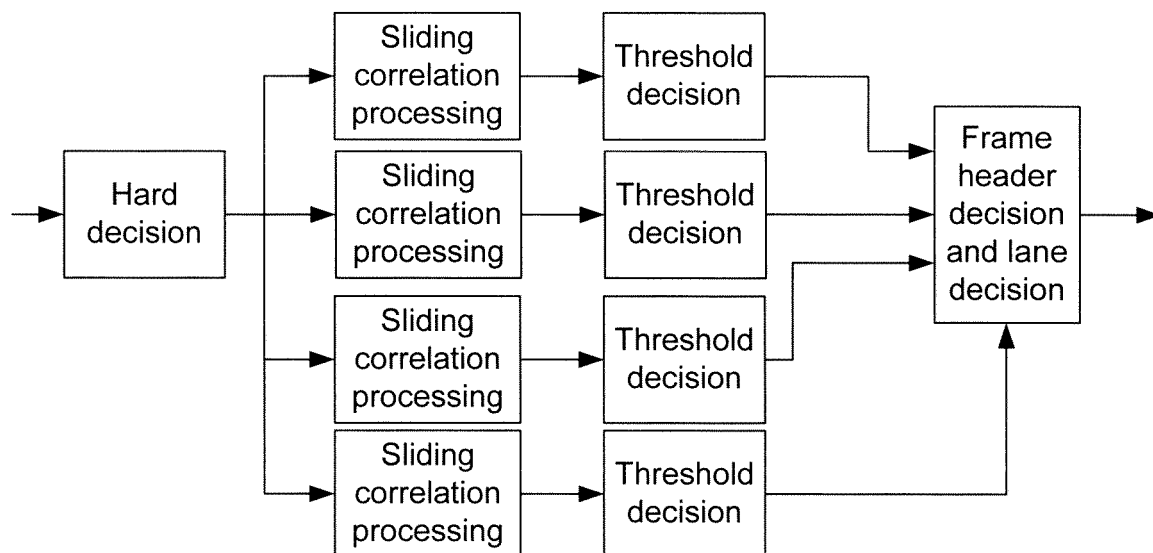 Hard
decision
Sliding
correlation
processing
Threshold
decision
Sliding
correlation
processing
Threshold
decision
Sliding
correlation
processing
Threshold
decision
Sliding
correlation
processing
Threshold
decision
Frame
header
decision
and lane
decision